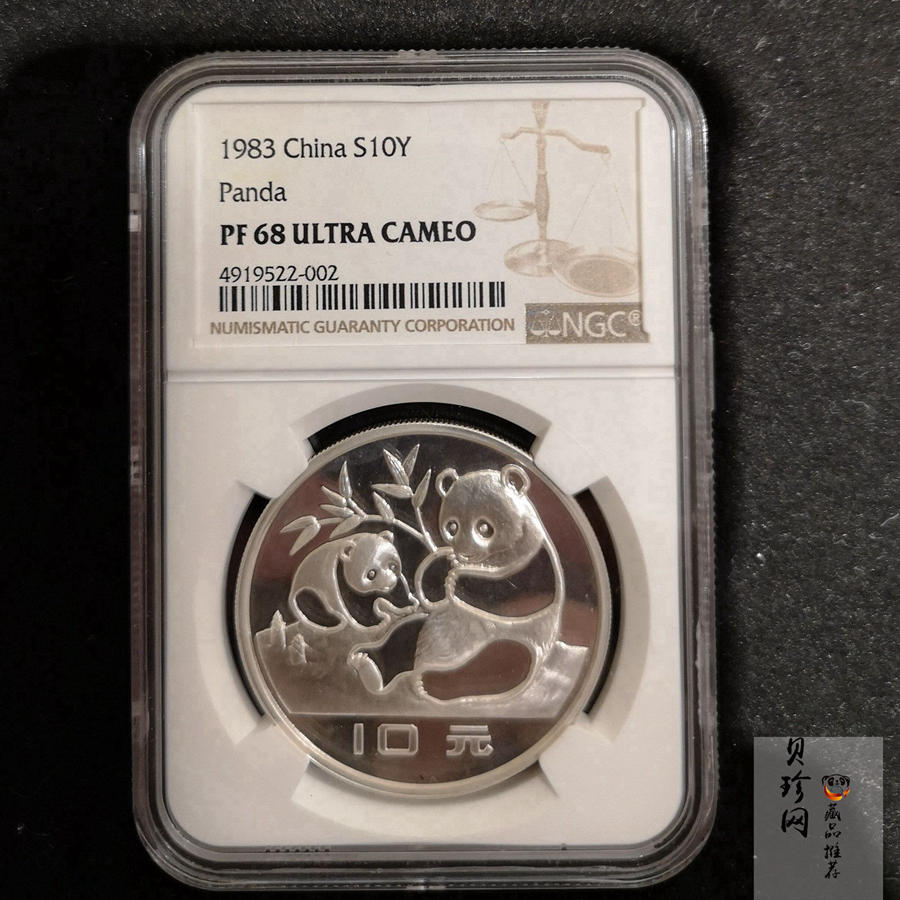 1983 China S10Y
Panda
PF 68 ULTRA CAMEO
4919522-002
NUMISMATIC GUARANTY CORPORATION
NGC®
10 元
贝珍网
藏品推荐